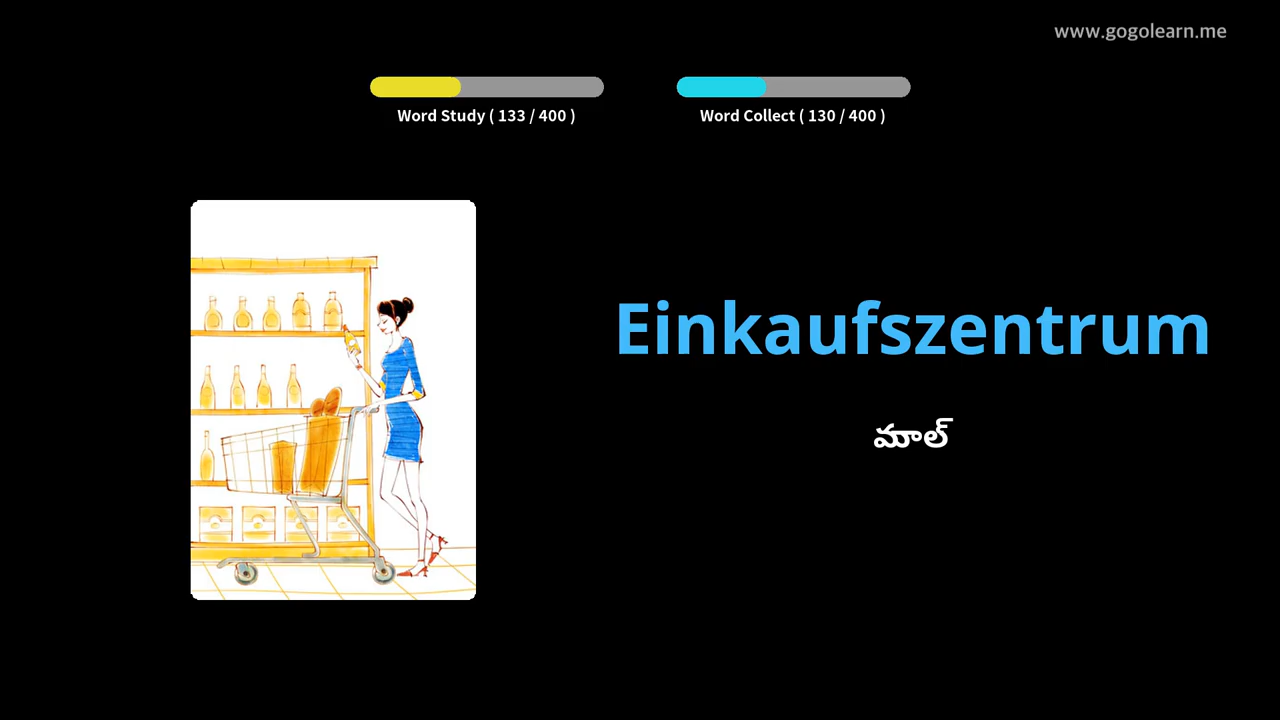 www.gogolearn.me
Word Study ( 133 / 400 )
Word Collect ( 130 / 400 )
Einkaufszentrum
మాల్